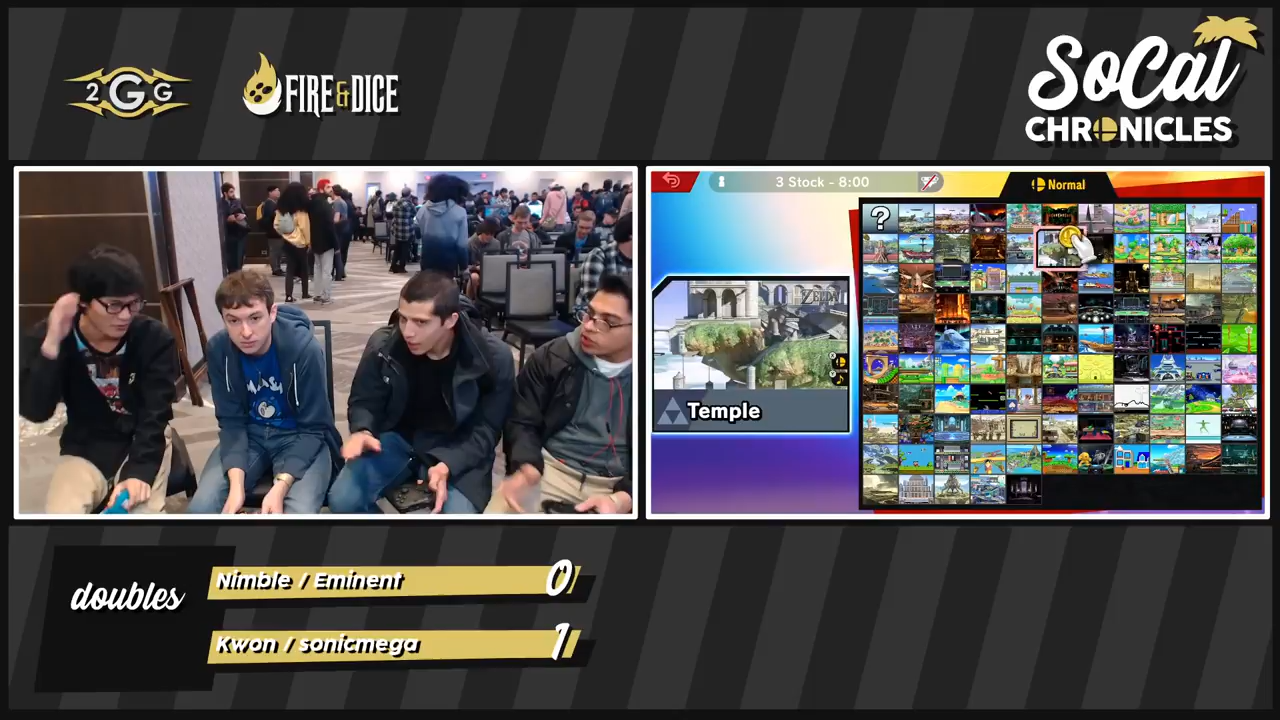 2GG
FIRE&DICE
SoCal
CHRONICLES
3 Stock - 8:00
Normal
?
ZELDA
Temple
doubles
Nimble / Eminent
0
Kwon / sonicmega
1